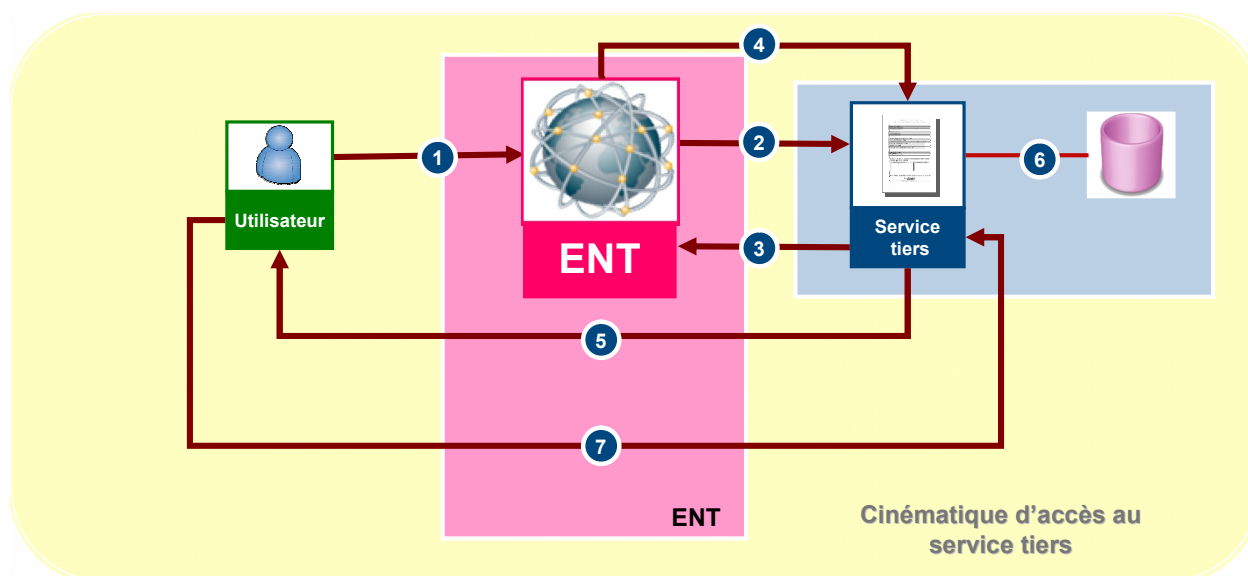 4
1
2
6
Utilisateur
Service
tiers
3
ENT
5
7
ENT
Cinématique d'accès au
service tiers